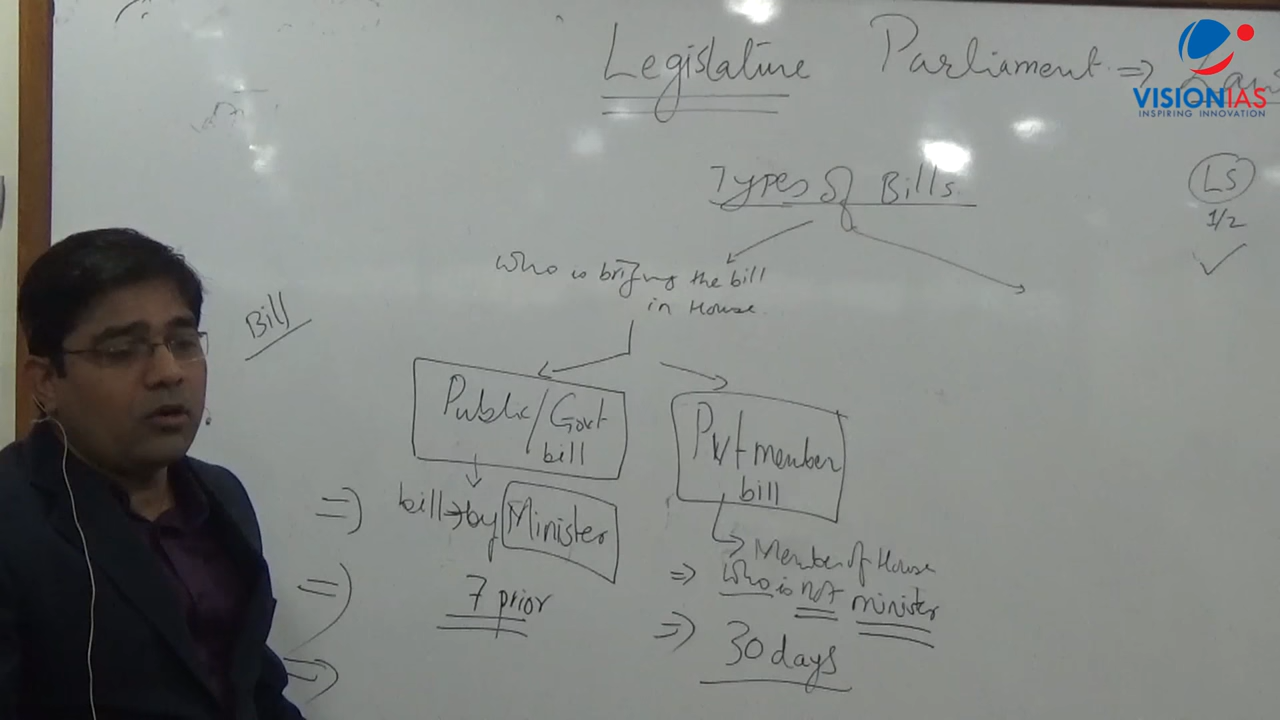 Legislature Parliament ⇒
VISIONIAS
INSPIRING INNOVATION
Types of Bills
LS
1/2
✓
who is bringing the bill
in House
Bill
Public/Govt
bill
Pvt member
bill
⇒ bill → by Minister
Member of House
⇒ who is not minister
⇒ 7 prior
⇒ 30 days
⇒